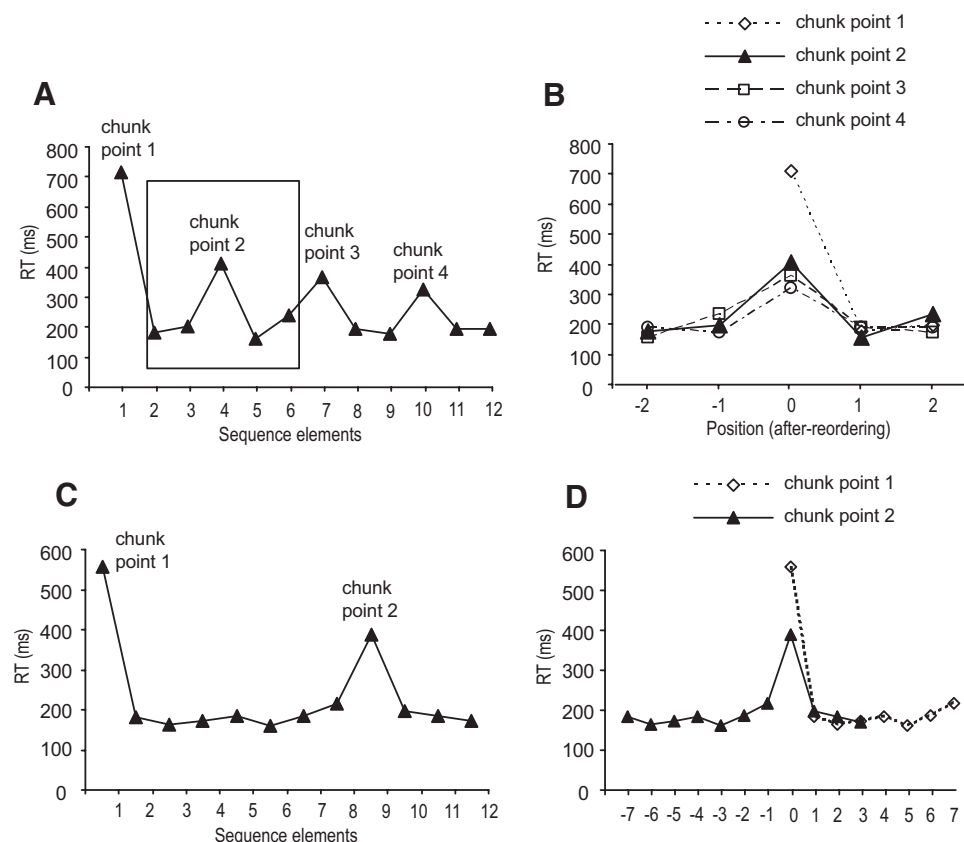 A
chunk
point 1
800
700
600
500
400
300
200
100
0
RT (ms)
chunk
point 2
chunk
point 3
chunk
point 4
1 2 3 4 5 6 7 8 9 10 11 12
Sequence elements
B
chunk point 1
chunk point 2
chunk point 3
chunk point 4
800
700
600
500
400
300
200
100
0
RT (ms)
-2 -1 0 1 2
Position (after-reordering)
C
chunk
point 1
600
500
400
300
200
100
0
RT (ms)
chunk
point 2
1 2 3 4 5 6 7 8 9 10 11 12
Sequence elements
D
chunk point 1
chunk point 2
600
500
400
300
200
100
0
RT (ms)
-7 -6 -5 -4 -3 -2 -1 0 1 2 3 4 5 6 7